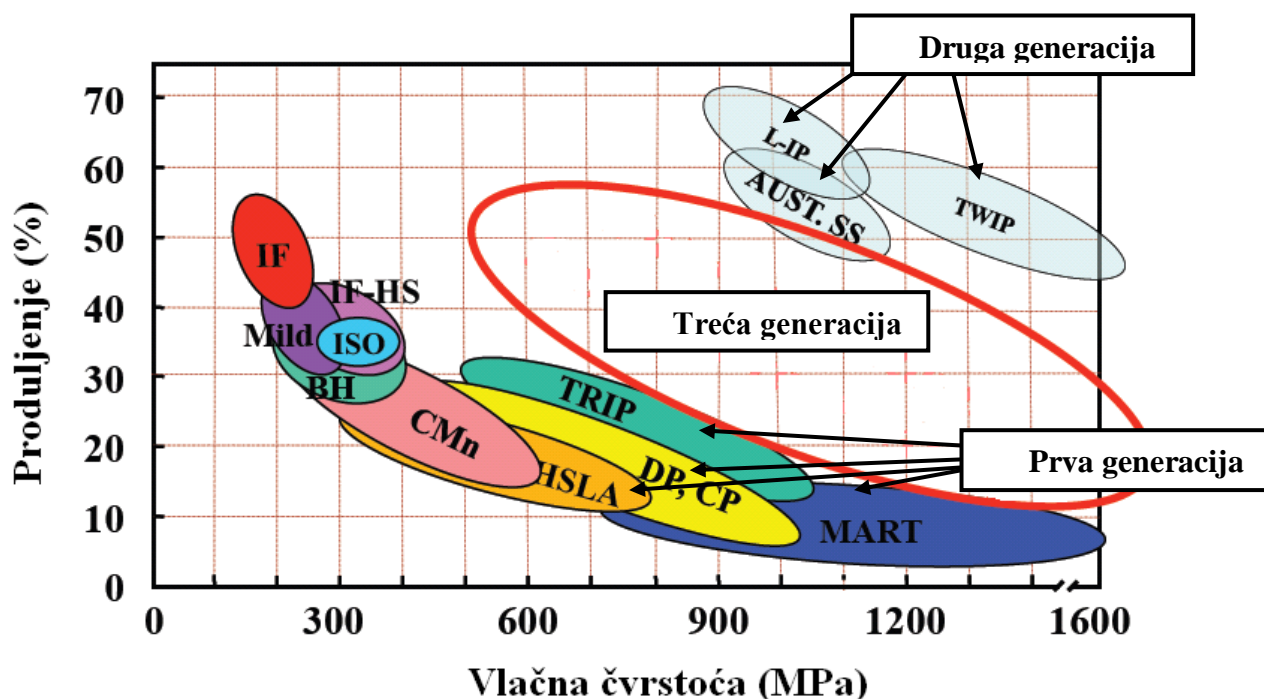 Druga generacija
Produljenje (%)
70
60
50
40
30
20
10
0
L-IP
AUST. SS
TWIP
IF
IF-HS
Mild
ISO
BH
Treća generacija
TRIP
CMn
DP, CP
HSLA
MART
Prva generacija
0
300
600
900
1200
1600
Vlačna čvrstoća (MPa)